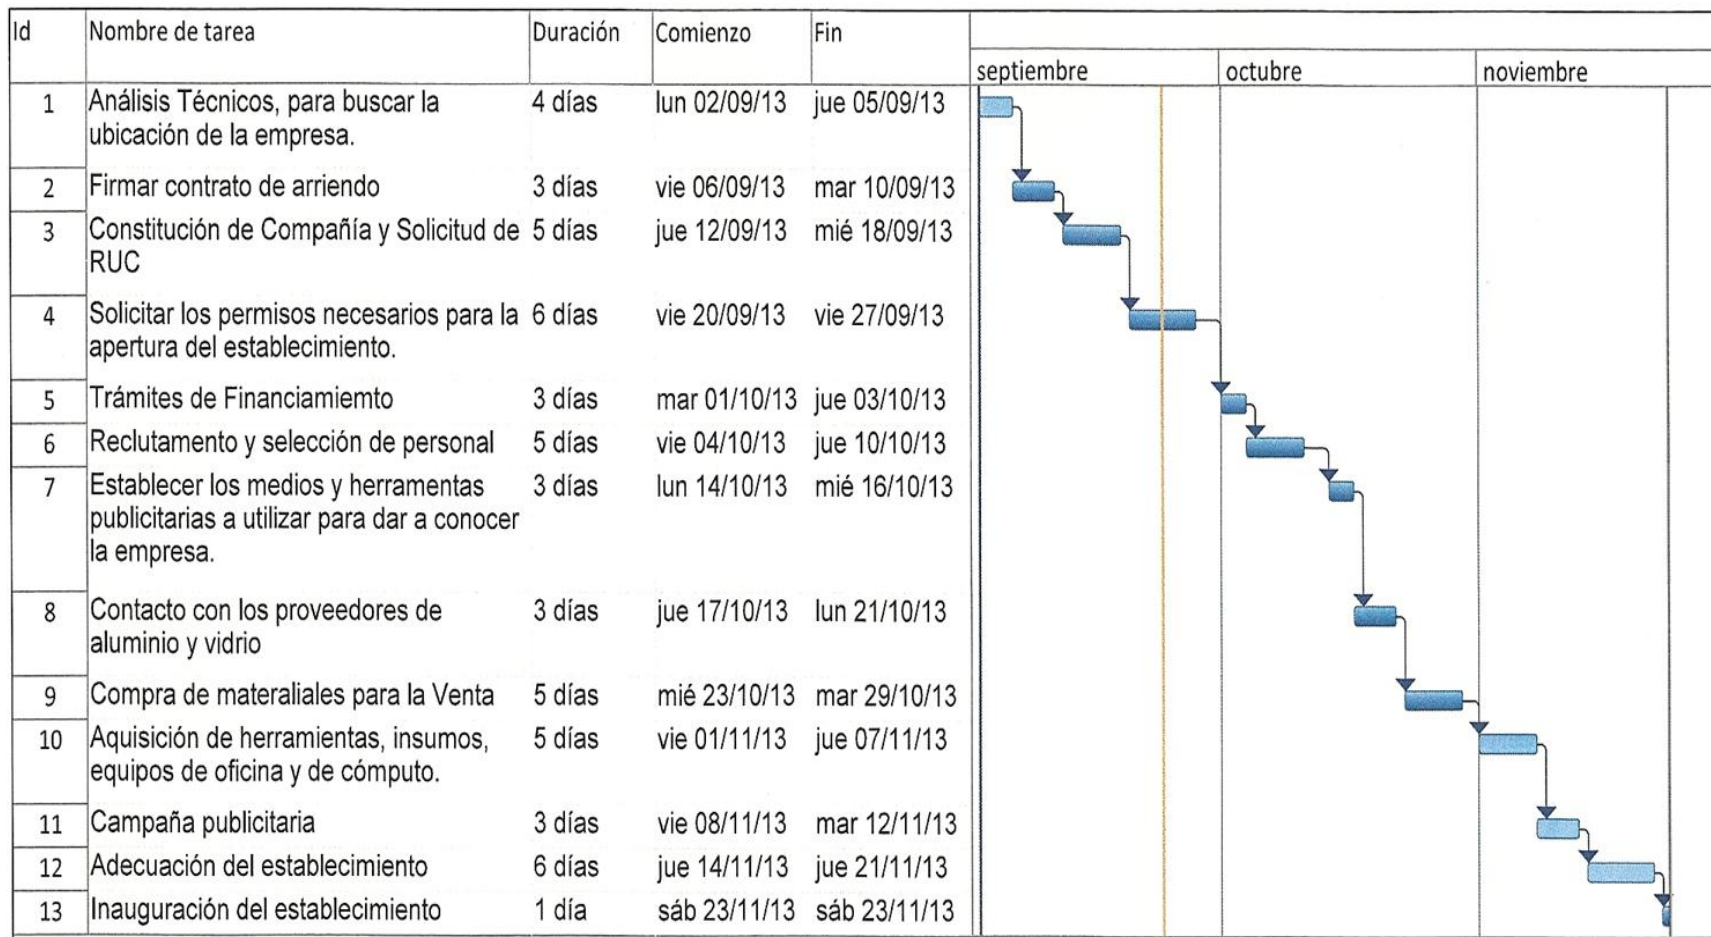 Id Nombre de tarea Duración Comienzo Fin
septiembre octubre noviembre
1 Análisis Técnicos, para buscar la 4 días lun 02/09/13 jue 05/09/13
ubicación de la empresa.
2 Firmar contrato de arriendo 3 días vie 06/09/13 mar 10/09/13
3 Constitución de Compañía y Solicitud de 5 días jue 12/09/13 mié 18/09/13
RUC
4 Solicitar los permisos necesarios para la 6 días vie 20/09/13 vie 27/09/13
apertura del establecimiento.
5 Trámites de Financiamiemto 3 días mar 01/10/13 jue 03/10/13
6 Reclutamento y selección de personal 5 días vie 04/10/13 jue 10/10/13
7 Establecer los medios y herramentas 3 días lun 14/10/13 mié 16/10/13
publicitarias a utilizar para dar a conocer
la empresa.
8 Contacto con los proveedores de 3 días jue 17/10/13 lun 21/10/13
aluminio y vidrio
9 Compra de materaliales para la Venta 5 días mié 23/10/13 mar 29/10/13
10 Aquisición de herramientas, insumos, 5 días vie 01/11/13 jue 07/11/13
equipos de oficina y de cómputo.
11 Campaña publicitaria 3 días vie 08/11/13 mar 12/11/13
12 Adecuación del establecimiento 6 días jue 14/11/13 jue 21/11/13
13 Inauguración del establecimiento 1 día sáb 23/11/13 sáb 23/11/13